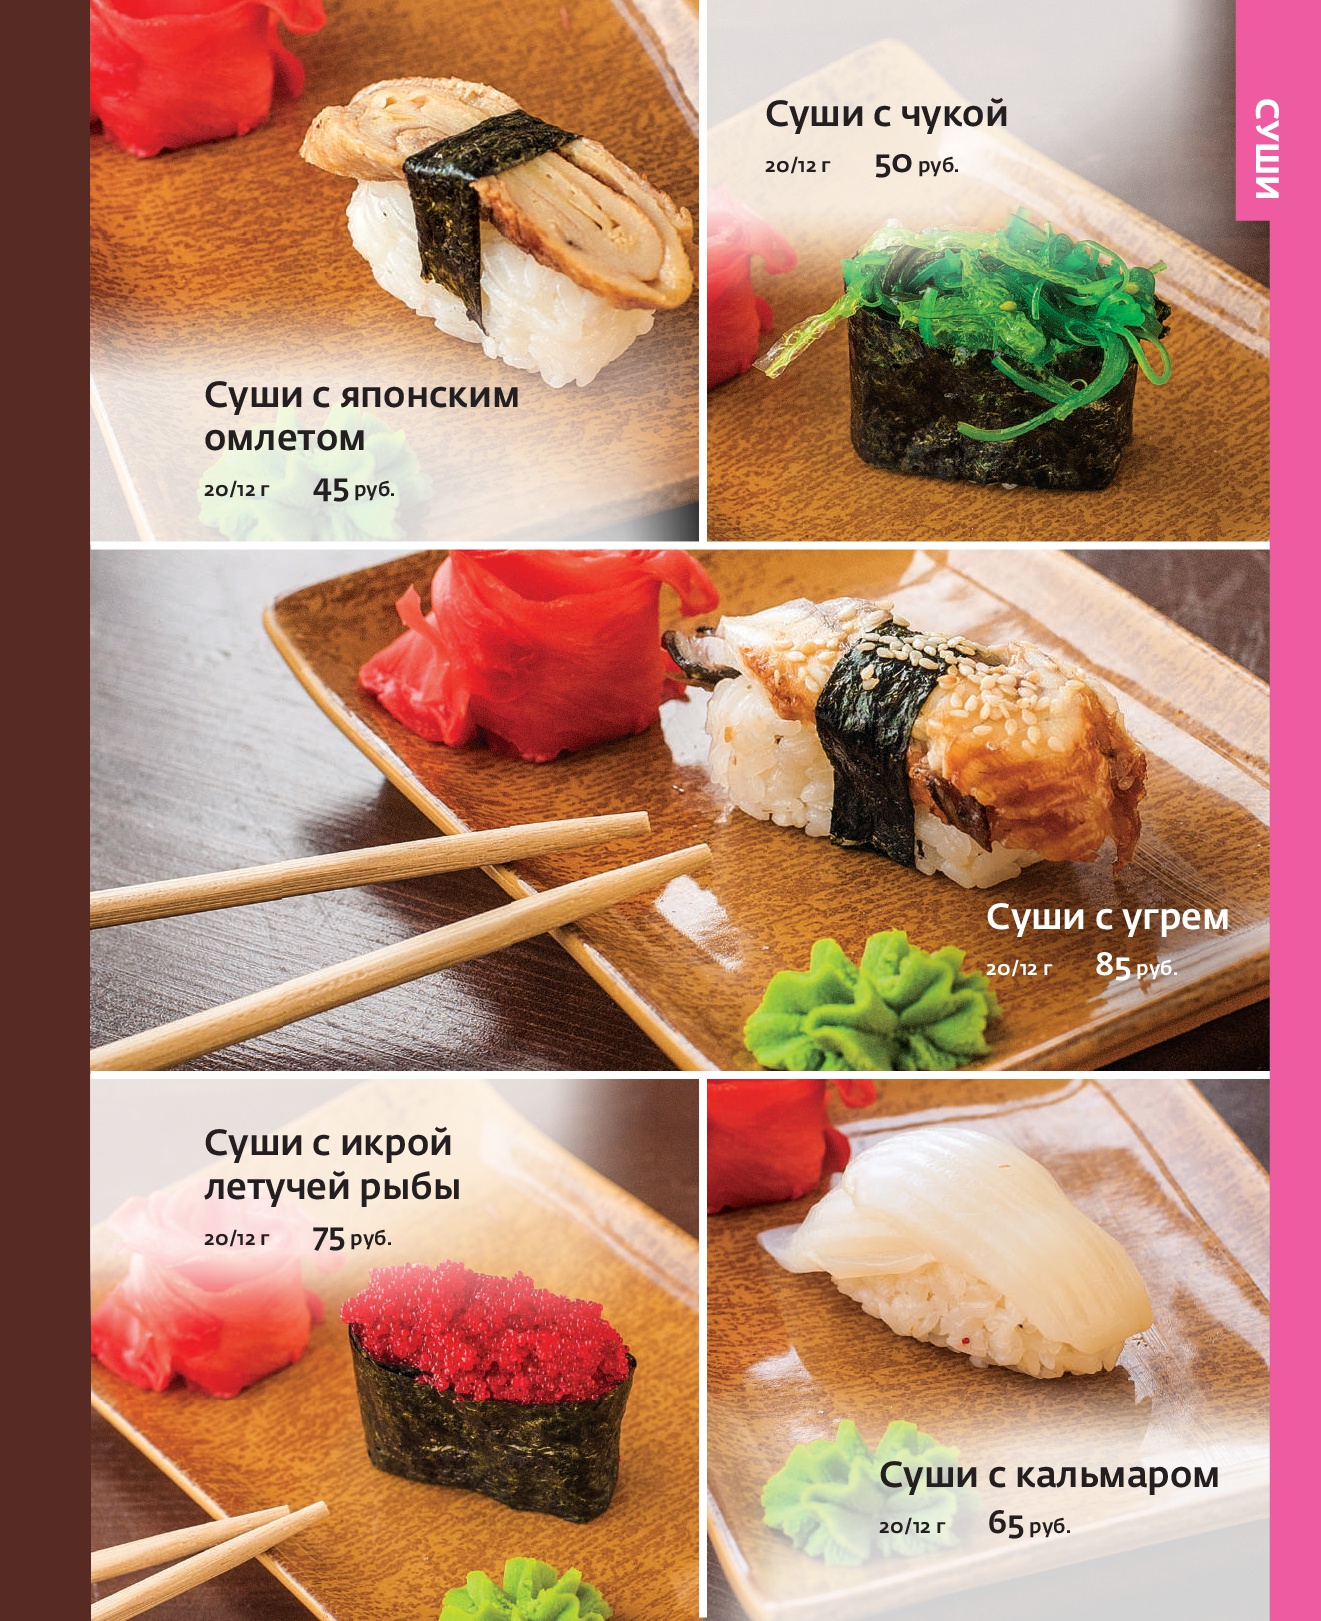 Суши с чукой
20/12 г 50 руб.
СУШИ
Суши с японским
омлетом
20/12 г 45 руб.
Суши с угрем
20/12 г 85 руб.
Суши с икрой
летучей рыбы
20/12 г 75 руб.
Суши с кальмаром
20/12 г 65 руб.